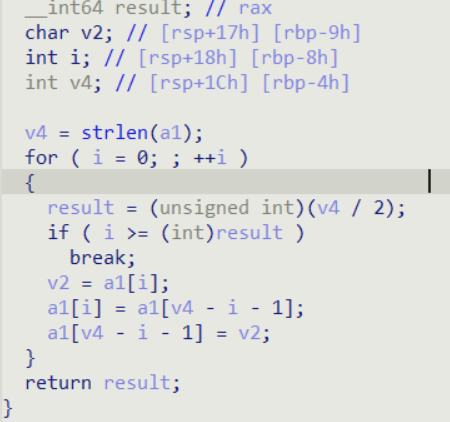 __int64 result; // rax
char v2; // [rsp+17h] [rbp-9h]
int i; // [rsp+18h] [rbp-8h]
int v4; // [rsp+1Ch] [rbp-4h]

v4 = strlen(a1);
for ( i = 0; ; ++i )
{
result = (unsigned int)(v4 / 2);
if ( i >= (int)result )
break;
v2 = a1[i];
a1[i] = a1[v4 - i - 1];
a1[v4 - i - 1] = v2;
}
return result;
}